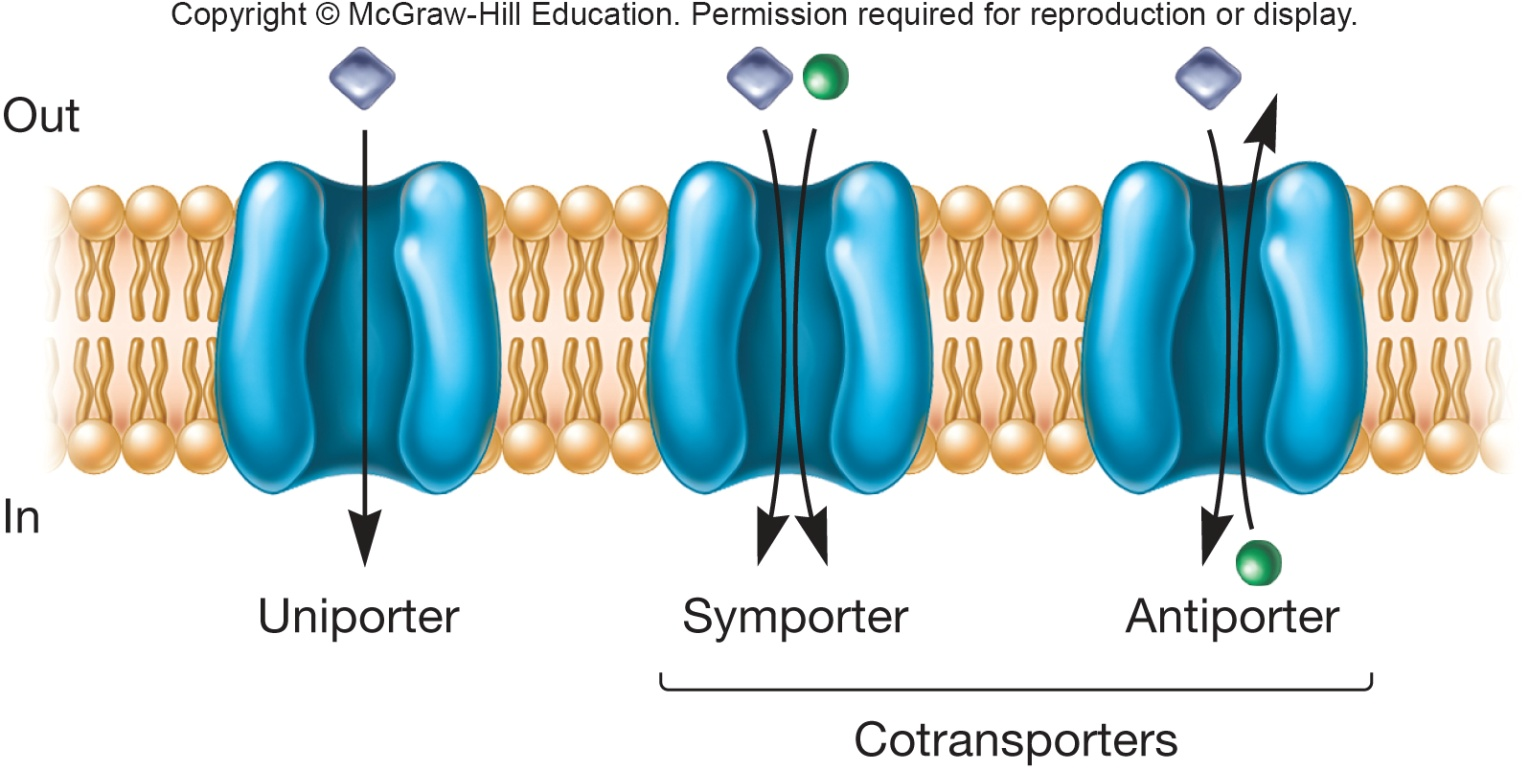 Copyright © McGraw-Hill Education. Permission required for reproduction or display.
Out
In
Uniporter
Symporter
Antiporter
Cotransporters